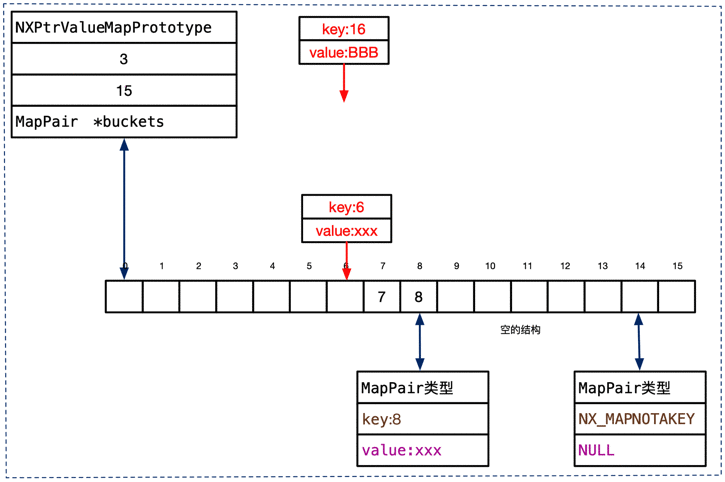 NXPtrValueMapPrototype
3
15
MapPair *buckets
key:16
value:BBB
key:6
value:xxx
0 1 2 3 4 5 6 7 8 9 10 11 12 13 14 15
7 8
空的结构
MapPair类型
key:8
value:xxx
MapPair类型
NX_MAPNOTAKEY
NULL